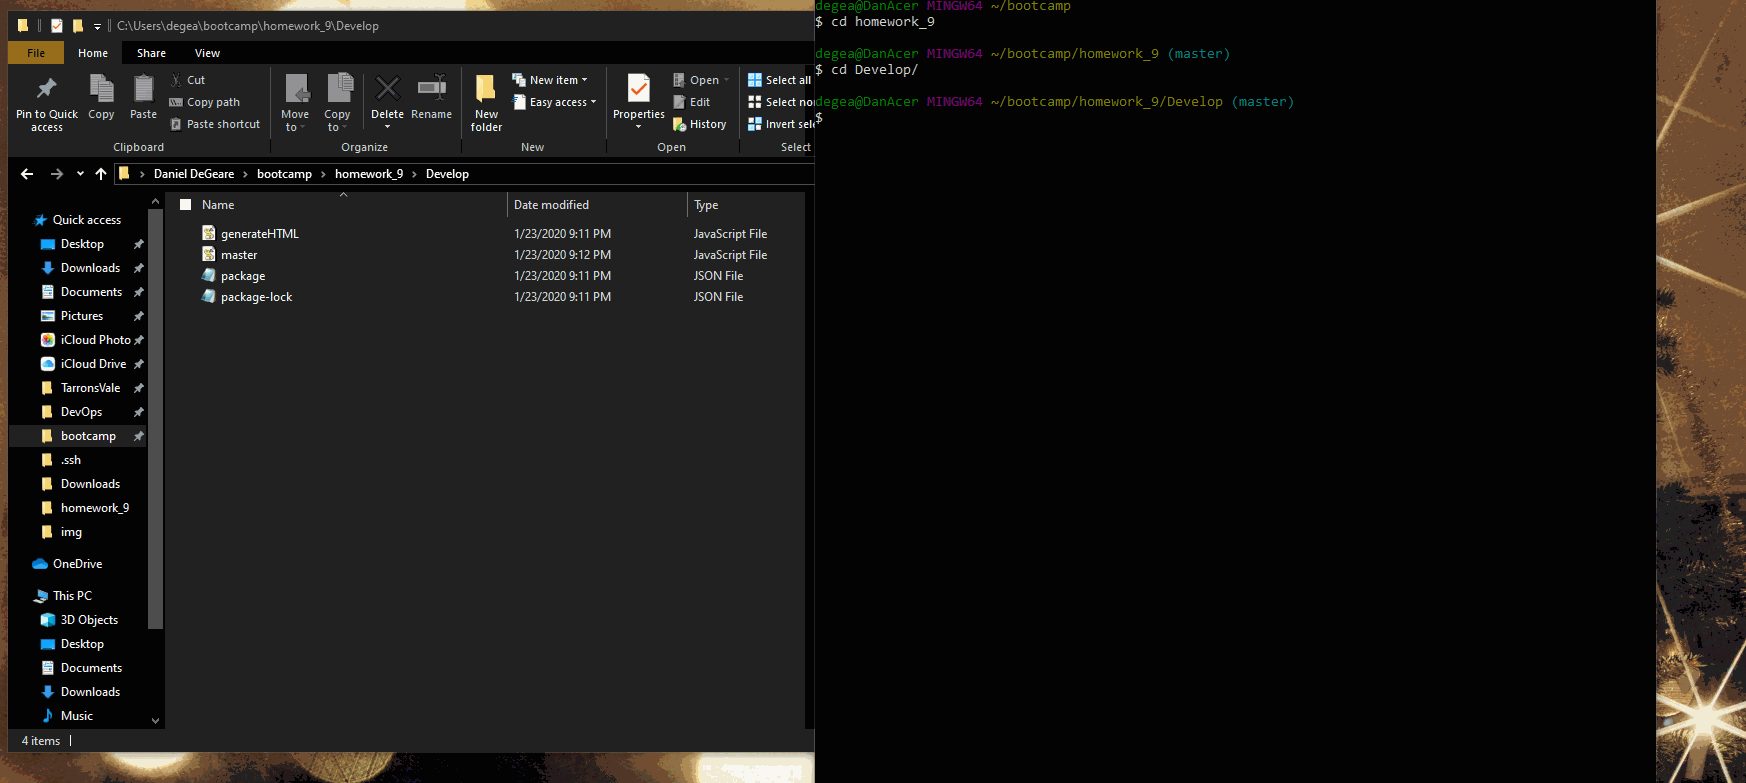 C:\Users\degea\bootcamp\homework_9\Develop
File Home Share View
Pin to Quick access
Copy
Paste
Cut
Copy path
Paste shortcut
Clipboard
Move to
Copy to
Delete
Rename
Organize
New folder
New item
Easy access
New
Properties
Open
Edit
History
Open
Select all
Select no
Invert sel
Select
Daniel DeGeare > bootcamp > homework_9 > Develop
Quick access
Desktop
Downloads
Documents
Pictures
iCloud Photo
iCloud Drive
TarronsVale
DevOps
bootcamp
.ssh
Downloads
homework_9
img
OneDrive
This PC
3D Objects
Desktop
Documents
Downloads
Music
Name Date modified Type
generateHTML 1/23/2020 9:11 PM JavaScript File
master 1/23/2020 9:12 PM JavaScript File
package 1/23/2020 9:11 PM JSON File
package-lock 1/23/2020 9:11 PM JSON File
4 items
degea@DanAcer MINGW64 ~/bootcamp
$ cd homework_9
degea@DanAcer MINGW64 ~/bootcamp/homework_9 (master)
$ cd Develop/
degea@DanAcer MINGW64 ~/bootcamp/homework_9/Develop (master)
$